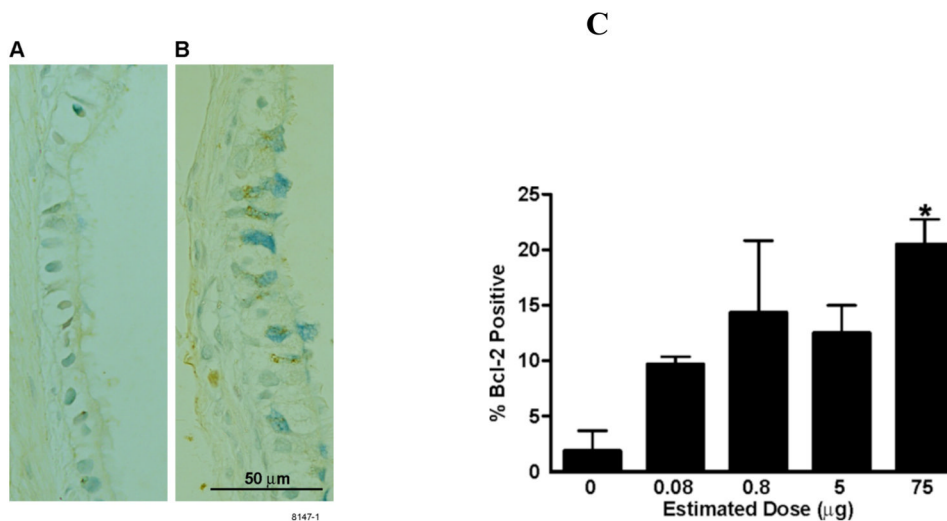 A
B
50 μm
8147-1
C
% Bcl-2 Positive
25
20
15
10
5
0
*
0 0.08 0.8 5 75
Estimated Dose (μg)